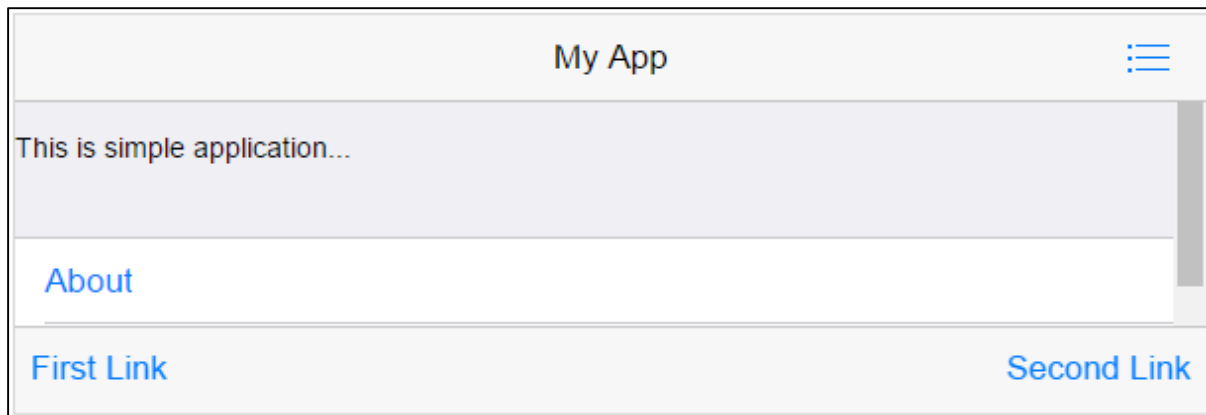 My App
This is simple application...
About
First Link Second Link